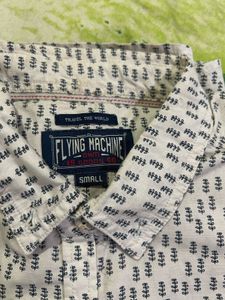 TRAVEL THE WORLD
FLYING MACHINE
SMALL